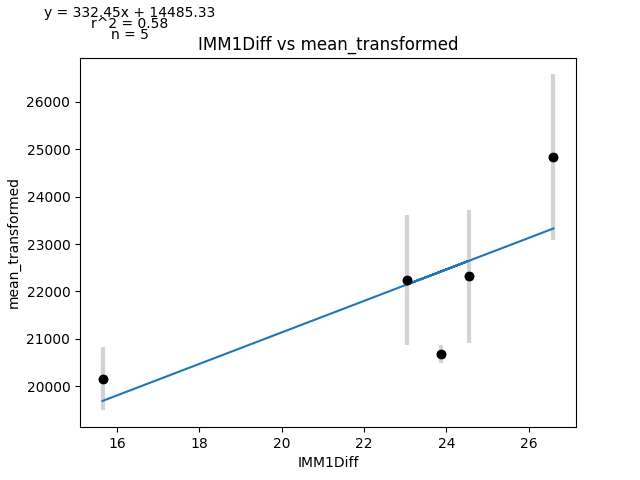 y = 332.45x + 14485.33
r^2 = 0.58
n = 5
IMM1Diff vs mean_transformed
26000
25000
24000
23000
22000
21000
20000
mean_transformed
16 18 20 22 24 26
IMM1Diff